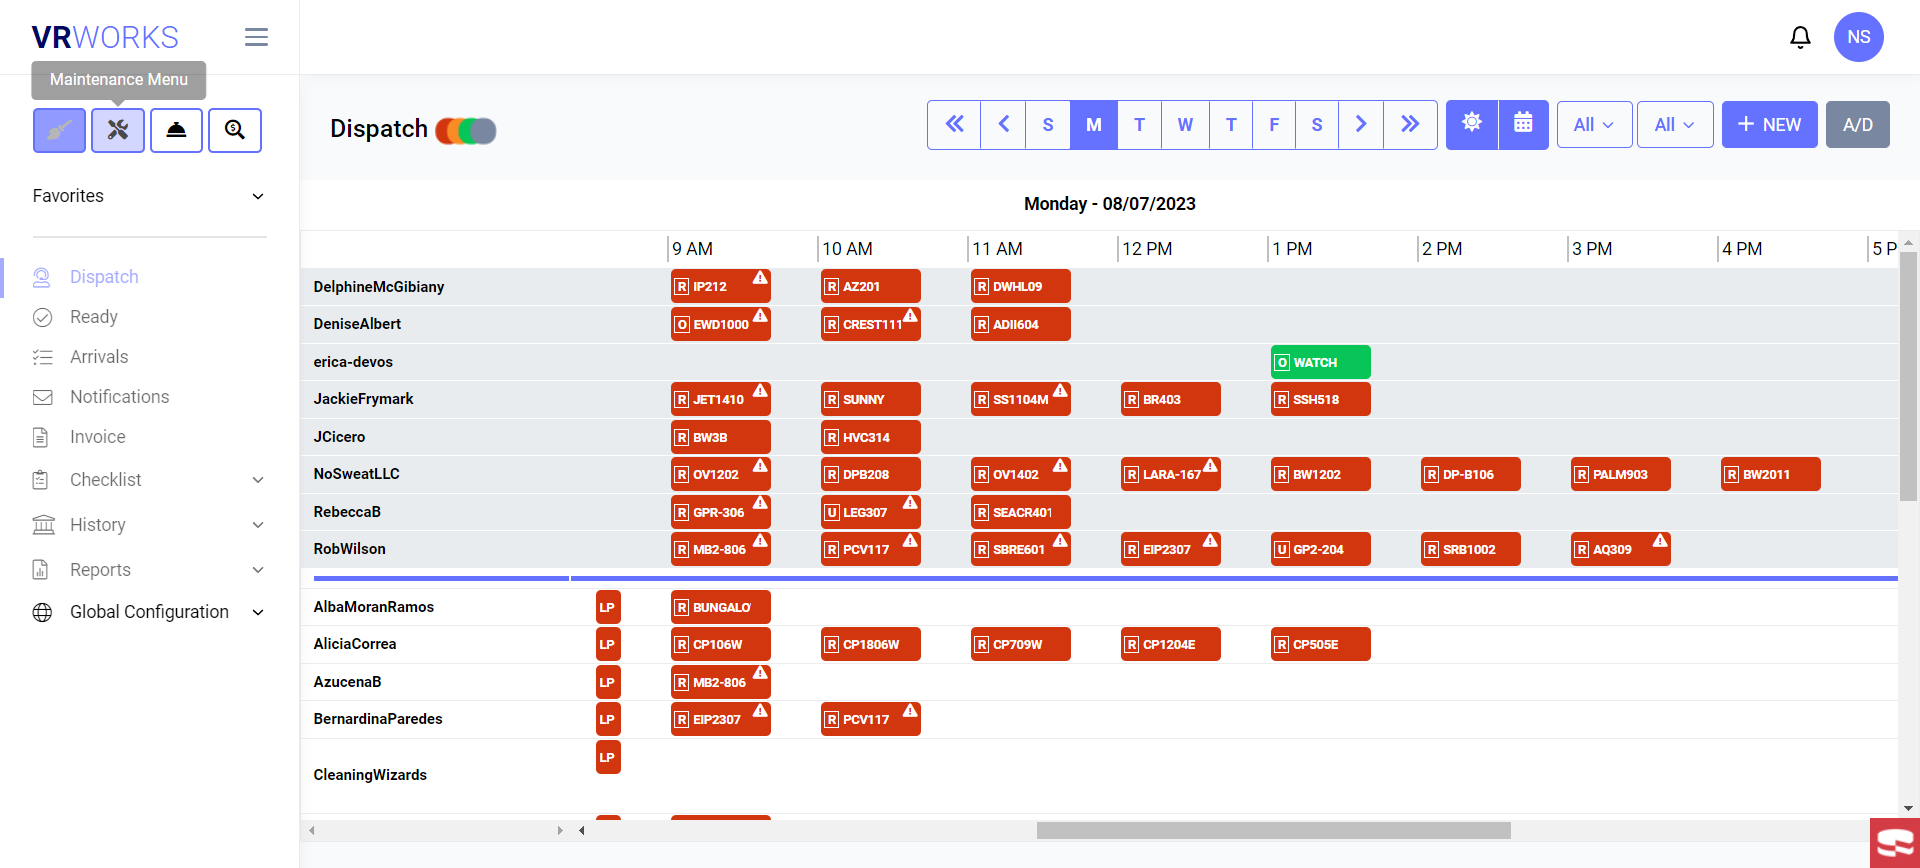 VRWORKS
NS
Maintenance Menu
Dispatch
S M T W T F S
All
All
+ NEW
A/D
Favorites
Dispatch
Ready
Arrivals
Notifications
Invoice
Checklist
History
Reports
Global Configuration
Monday - 08/07/2023
9 AM 10 AM 11 AM 12 PM 1 PM 2 PM 3 PM 4 PM 5 P
DelphineMcGibiany R IP212 R AZ201 R DWHL09
DeniseAlbert O EWD1000 R CREST111 R ADII604
erica-devos O WATCH
JackieFrymark R JET1410 R SUNNY R SS1104M R BR403 R SSH518
JCicero R BW3B R HVC314
NoSweatLLC R OV1202 R DPB208 R OV1402 R LARA-167 R BW1202 R DP-B106 R PALM903 R BW2011
RebeccaB R GPR-306 U LEG307 R SEACR401
RobWilson R MB2-806 R PCV117 R SBRE601 R EIP2307 U GP2-204 R SRB1002 R AQ309
AlbaMoranRamos LP R BUNGALO
AliciaCorrea LP R CP106W R CP1806W R CP709W R CP1204E R CP505E
AzucenaB LP R MB2-806
BernardinaParedes LP R EIP2307 R PCV117
CleaningWizards LP